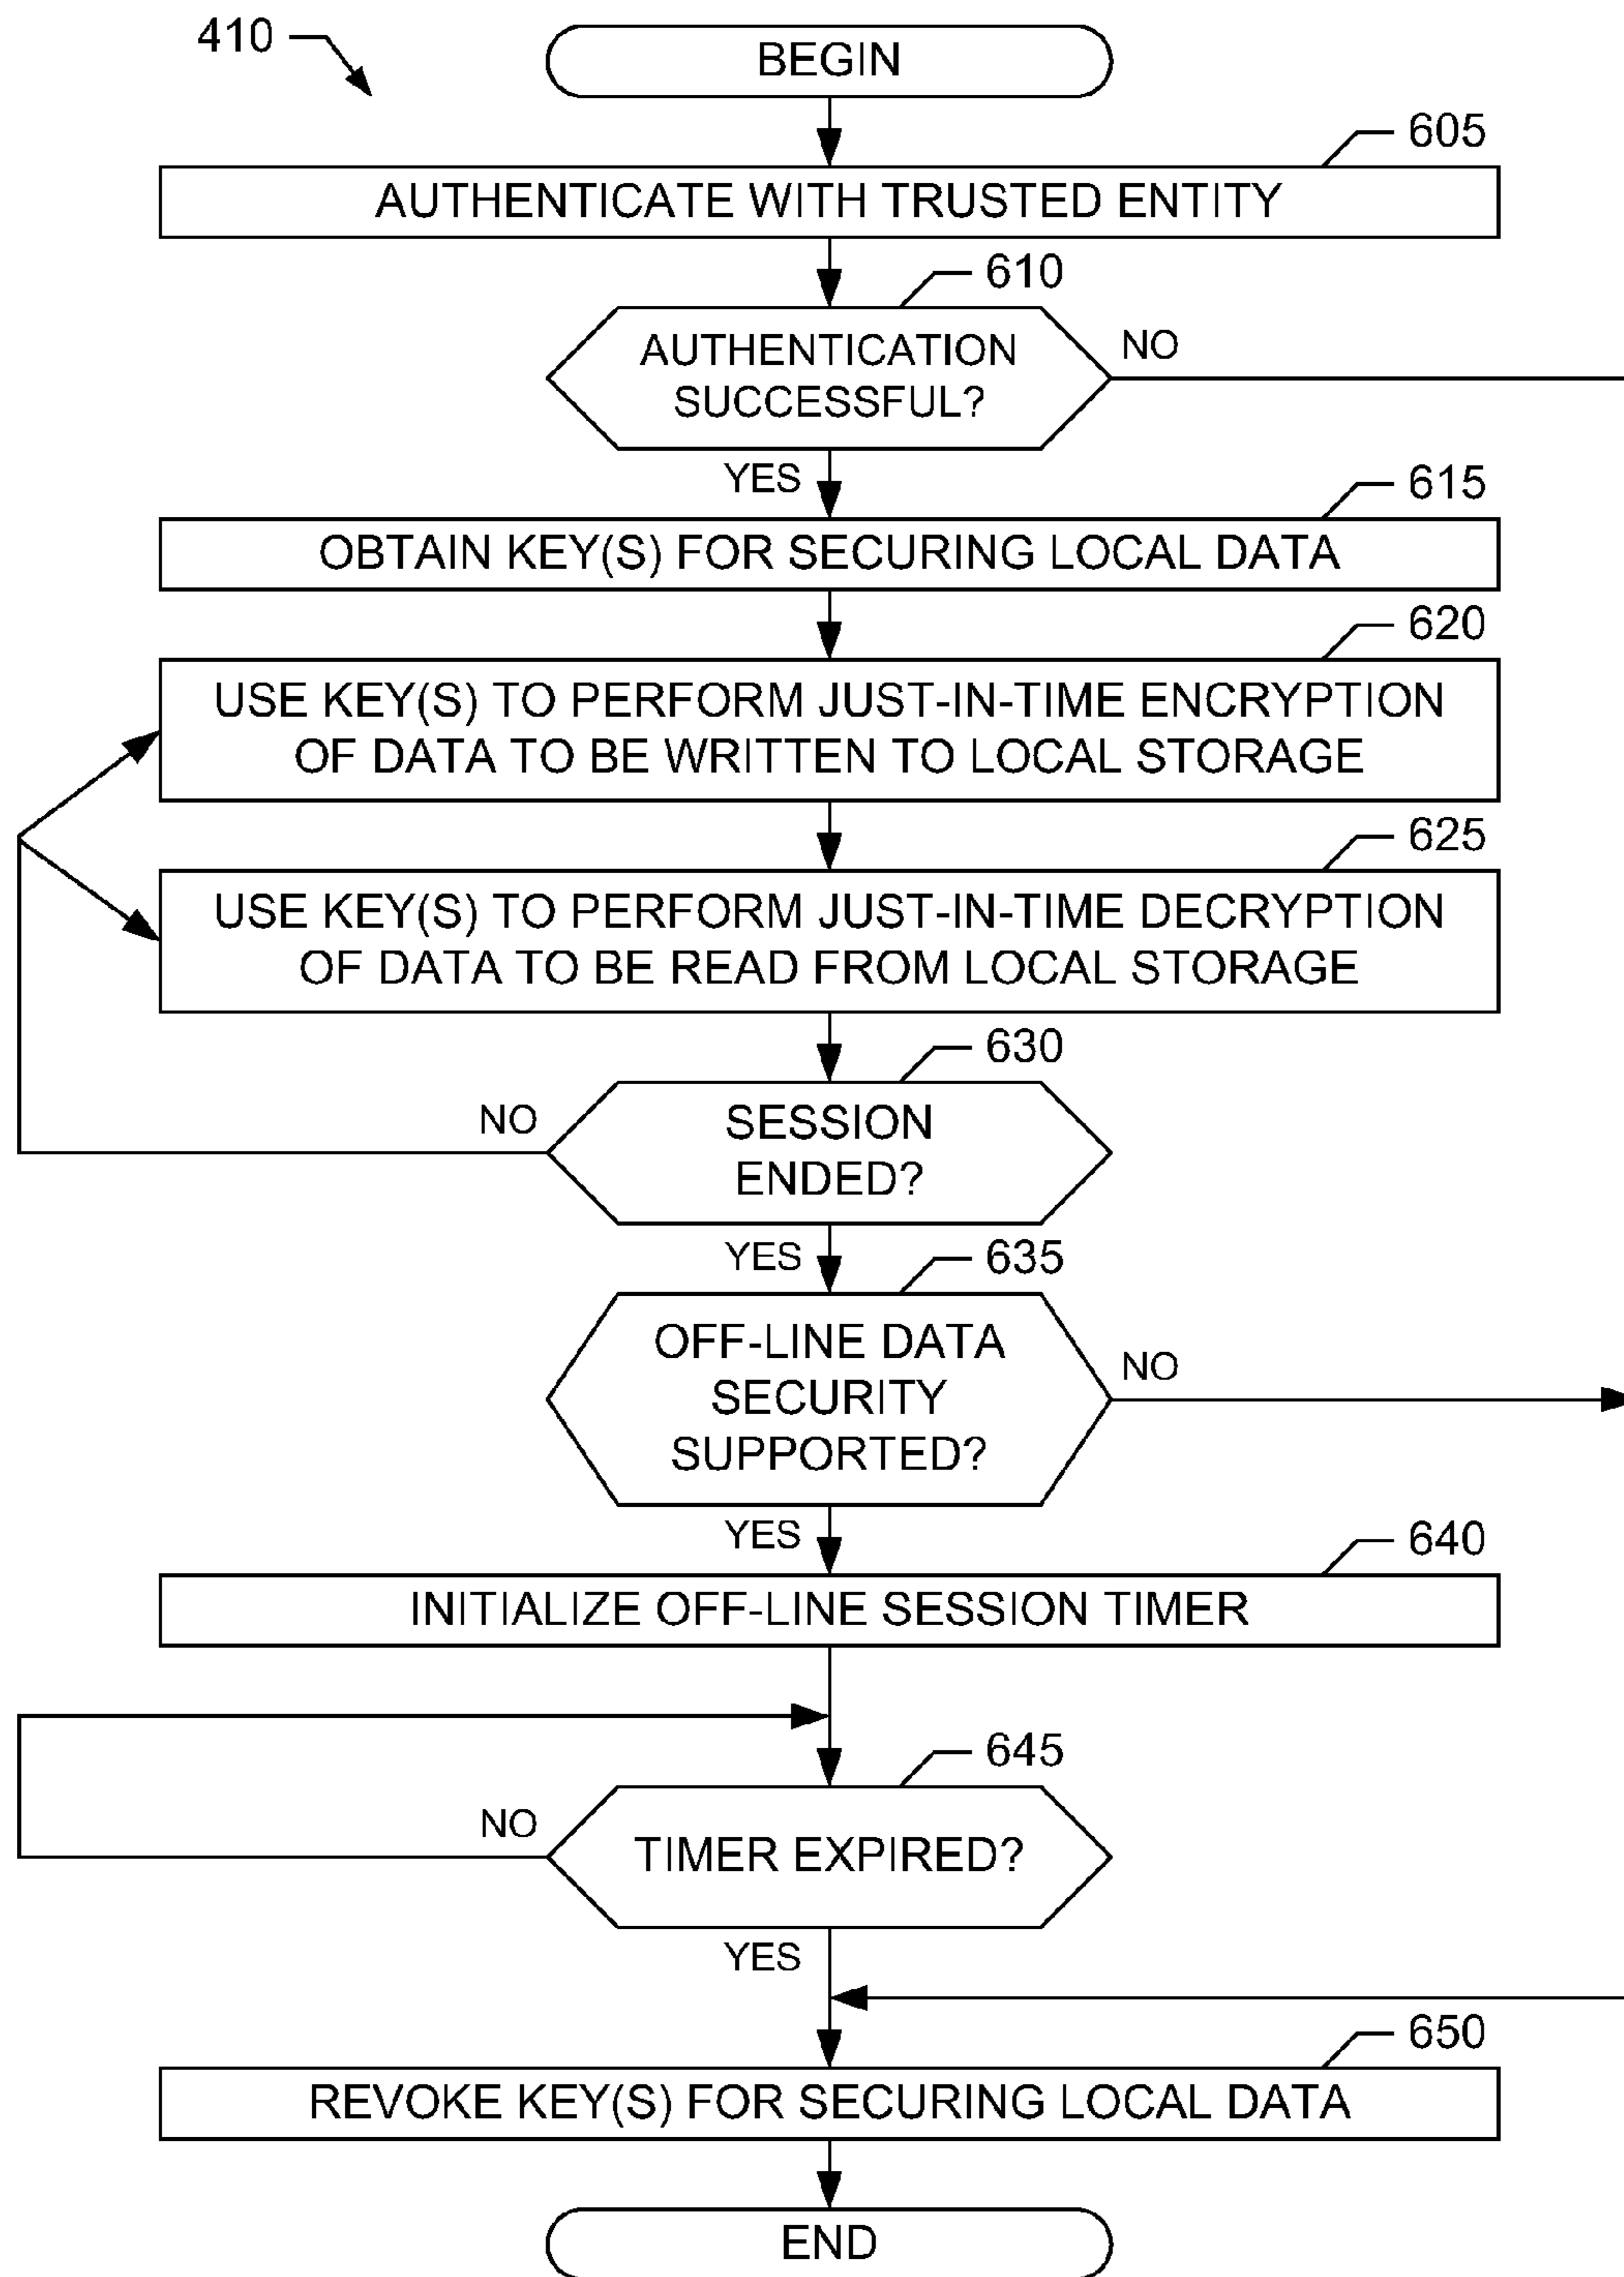 410
BEGIN
605
AUTHENTICATE WITH TRUSTED ENTITY
610
AUTHENTICATION
SUCCESSFUL?
NO
YES
615
OBTAIN KEY(S) FOR SECURING LOCAL DATA
620
USE KEY(S) TO PERFORM JUST-IN-TIME ENCRYPTION
OF DATA TO BE WRITTEN TO LOCAL STORAGE
625
USE KEY(S) TO PERFORM JUST-IN-TIME DECRYPTION
OF DATA TO BE READ FROM LOCAL STORAGE
630
NO
SESSION
ENDED?
YES
635
OFF-LINE DATA
SECURITY
SUPPORTED?
NO
YES
640
INITIALIZE OFF-LINE SESSION TIMER
645
NO
TIMER EXPIRED?
YES
650
REVOKE KEY(S) FOR SECURING LOCAL DATA
END